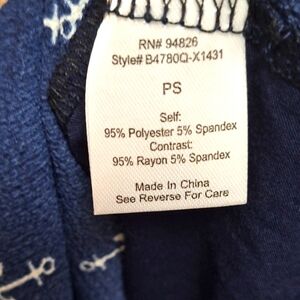 RN# 94826
Style# B4780Q-X1431
PS
Self:
95% Polyester 5% Spandex
Contrast:
95% Rayon 5% Spandex
Made In China
See Reverse For Care